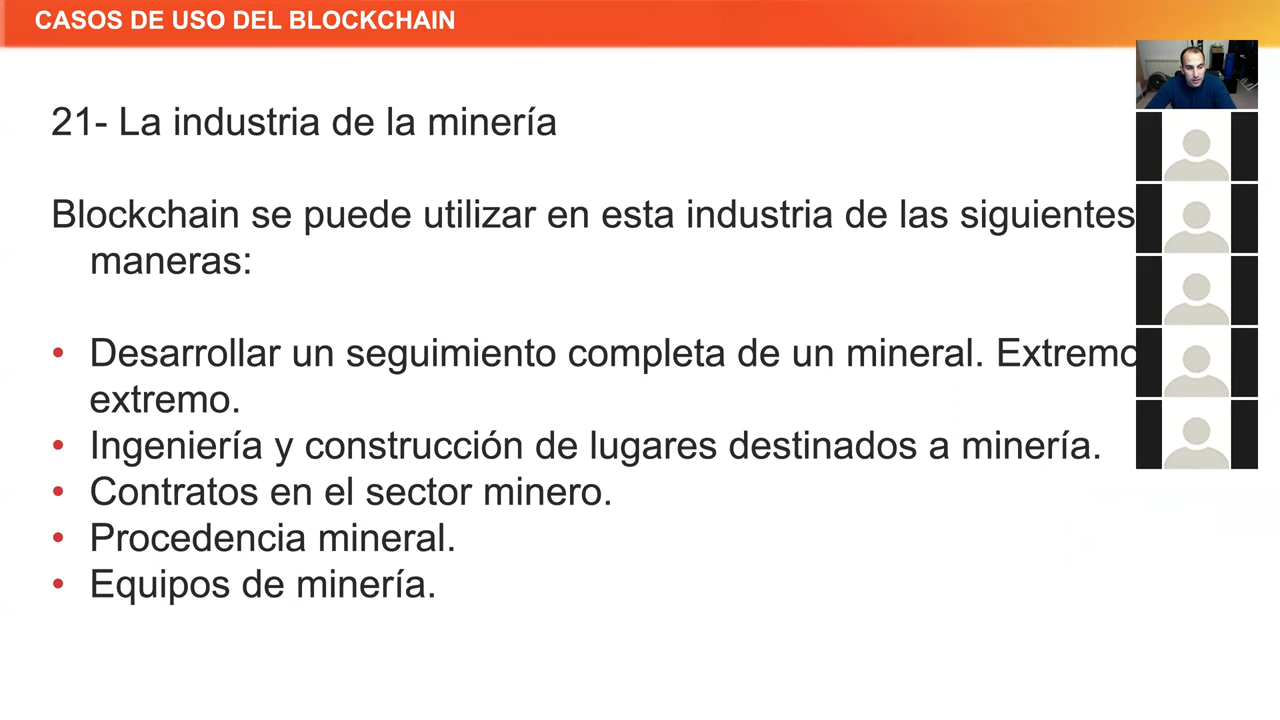 CASOS DE USO DEL BLOCKCHAIN
21- La industria de la minería
Blockchain se puede utilizar en esta industria de las siguientes
maneras:
• Desarrollar un seguimiento completa de un mineral. Extremo
extremo.
• Ingeniería y construcción de lugares destinados a minería.
• Contratos en el sector minero.
• Procedencia mineral.
• Equipos de minería.